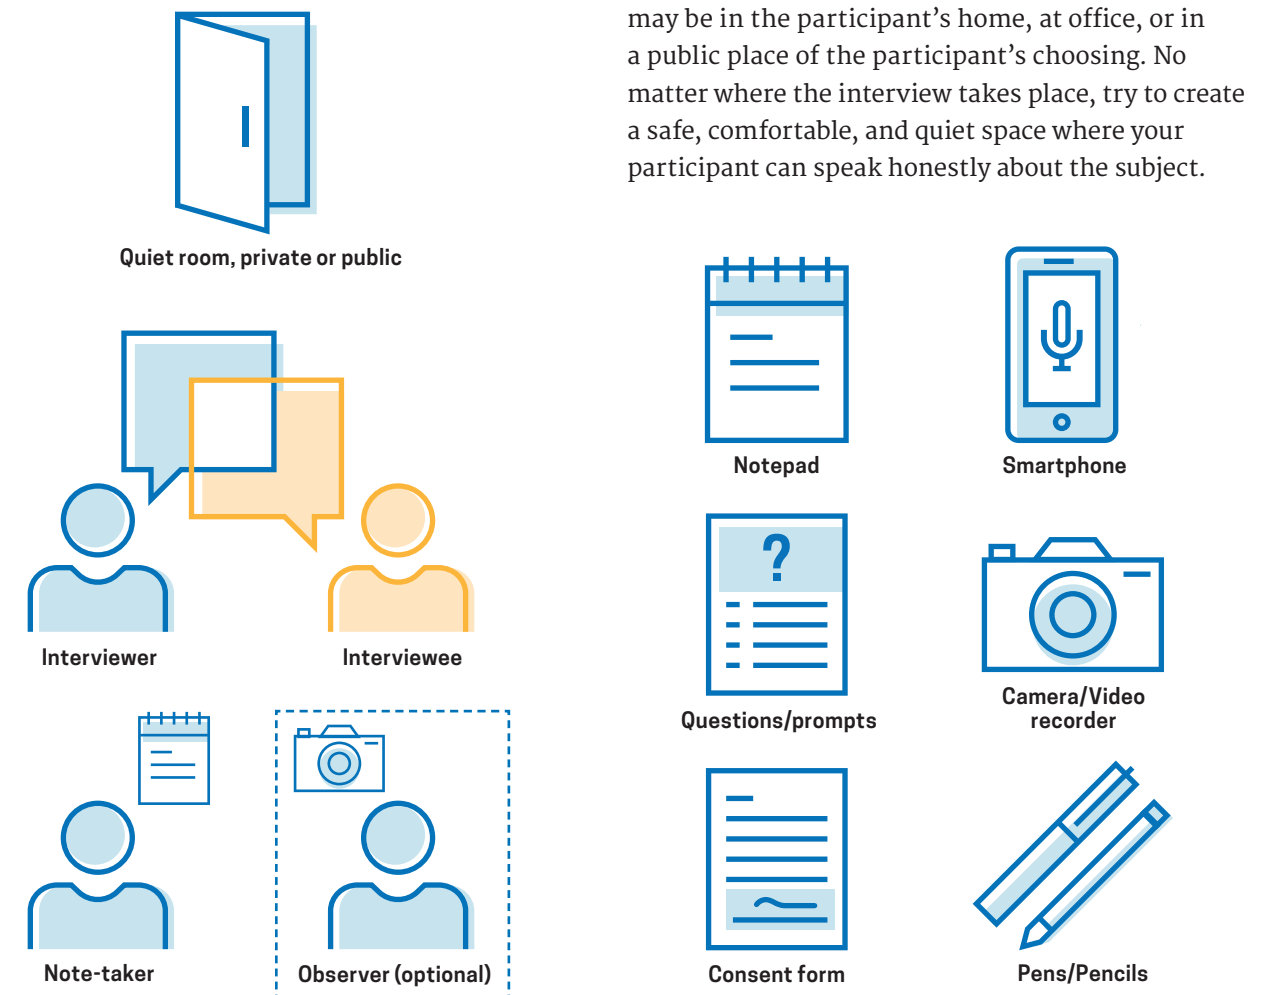 may be in the participant’s home, at office, or in
a public place of the participant’s choosing. No
matter where the interview takes place, try to create
a safe, comfortable, and quiet space where your
participant can speak honestly about the subject.
Quiet room, private or public
Interviewer
Interviewee
Note-taker
Observer (optional)
Notepad
Smartphone
?
Questions/prompts
Camera/Video
recorder
Consent form
Pens/Pencils